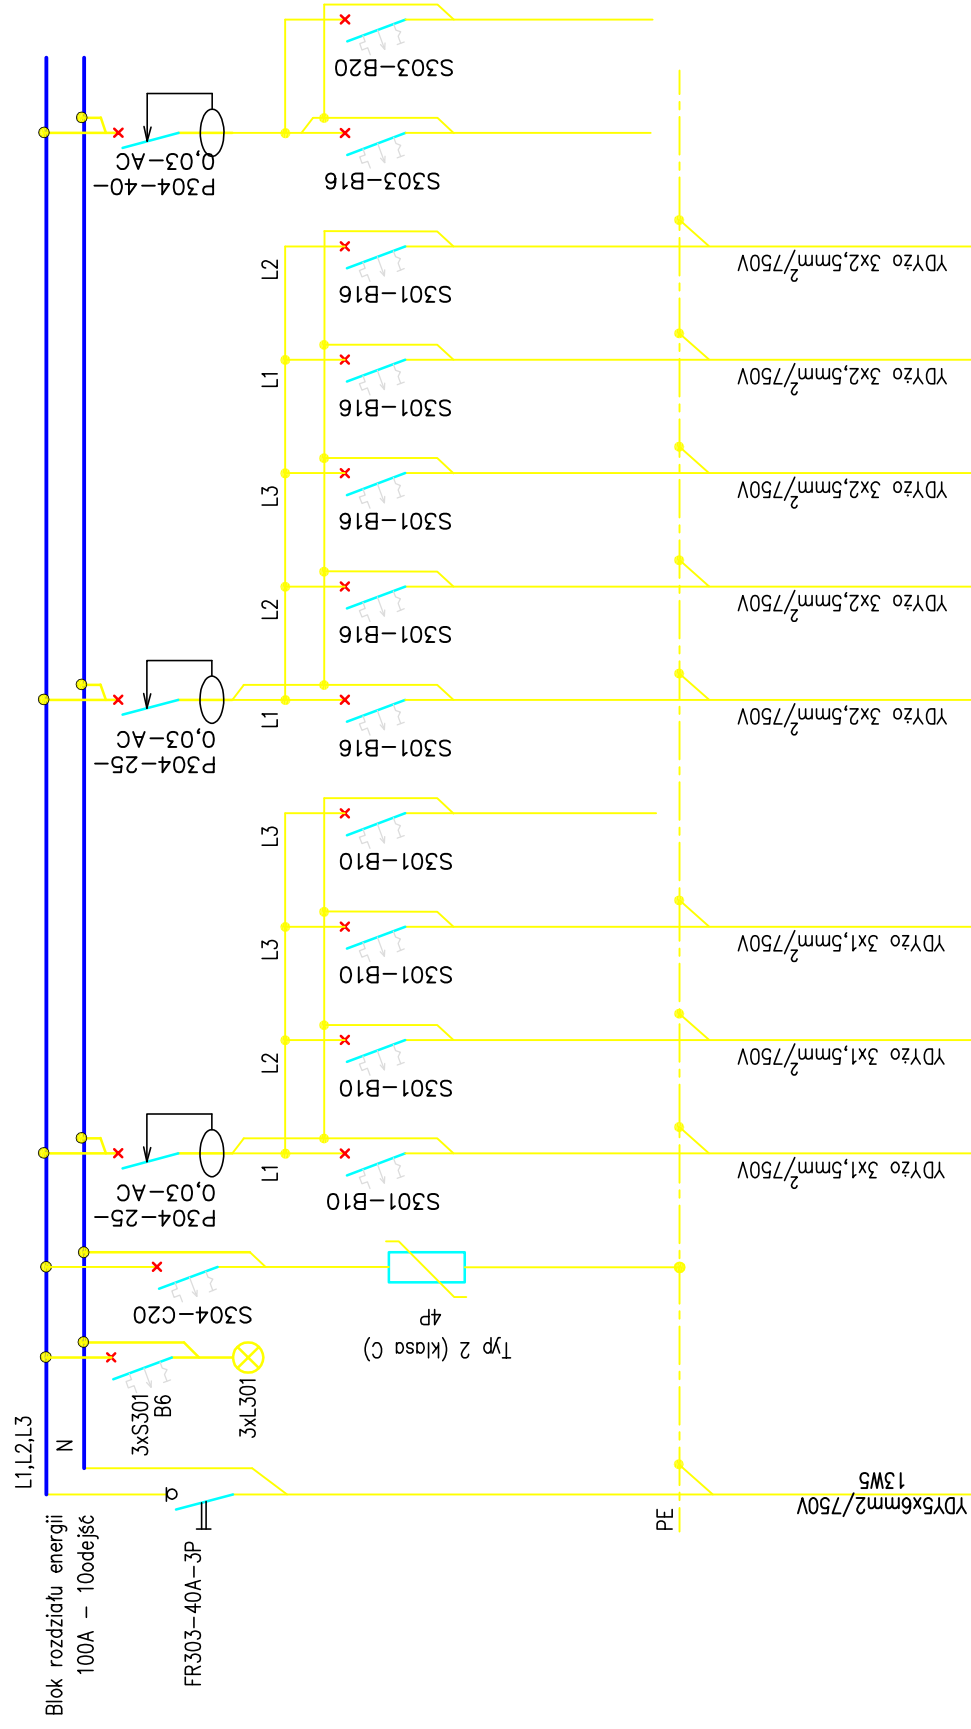 Blok rozdziału energii
100A - 10odejść
L1,L2,L3
N
FR303-40A-3P
YDY5x6mm2/750V
13W5
PE
3xS301
B6
3xL301
S304-C20
Typ 2 (klasa C)
4P
P304-25-
0,03-AC
L1
S301-B10
YDYżo 3x1,5mm2/750V
L2
S301-B10
YDYżo 3x1,5mm2/750V
L3
S301-B10
YDYżo 3x1,5mm2/750V
L3
S301-B10
P304-25-
0,03-AC
L1
S301-B16
YDYżo 3x2,5mm2/750V
L2
S301-B16
YDYżo 3x2,5mm2/750V
L3
S301-B16
YDYżo 3x2,5mm2/750V
L1
S301-B16
YDYżo 3x2,5mm2/750V
L2
S301-B16
YDYżo 3x2,5mm2/750V
P304-40-
0,03-AC
S303-B16
S303-B20